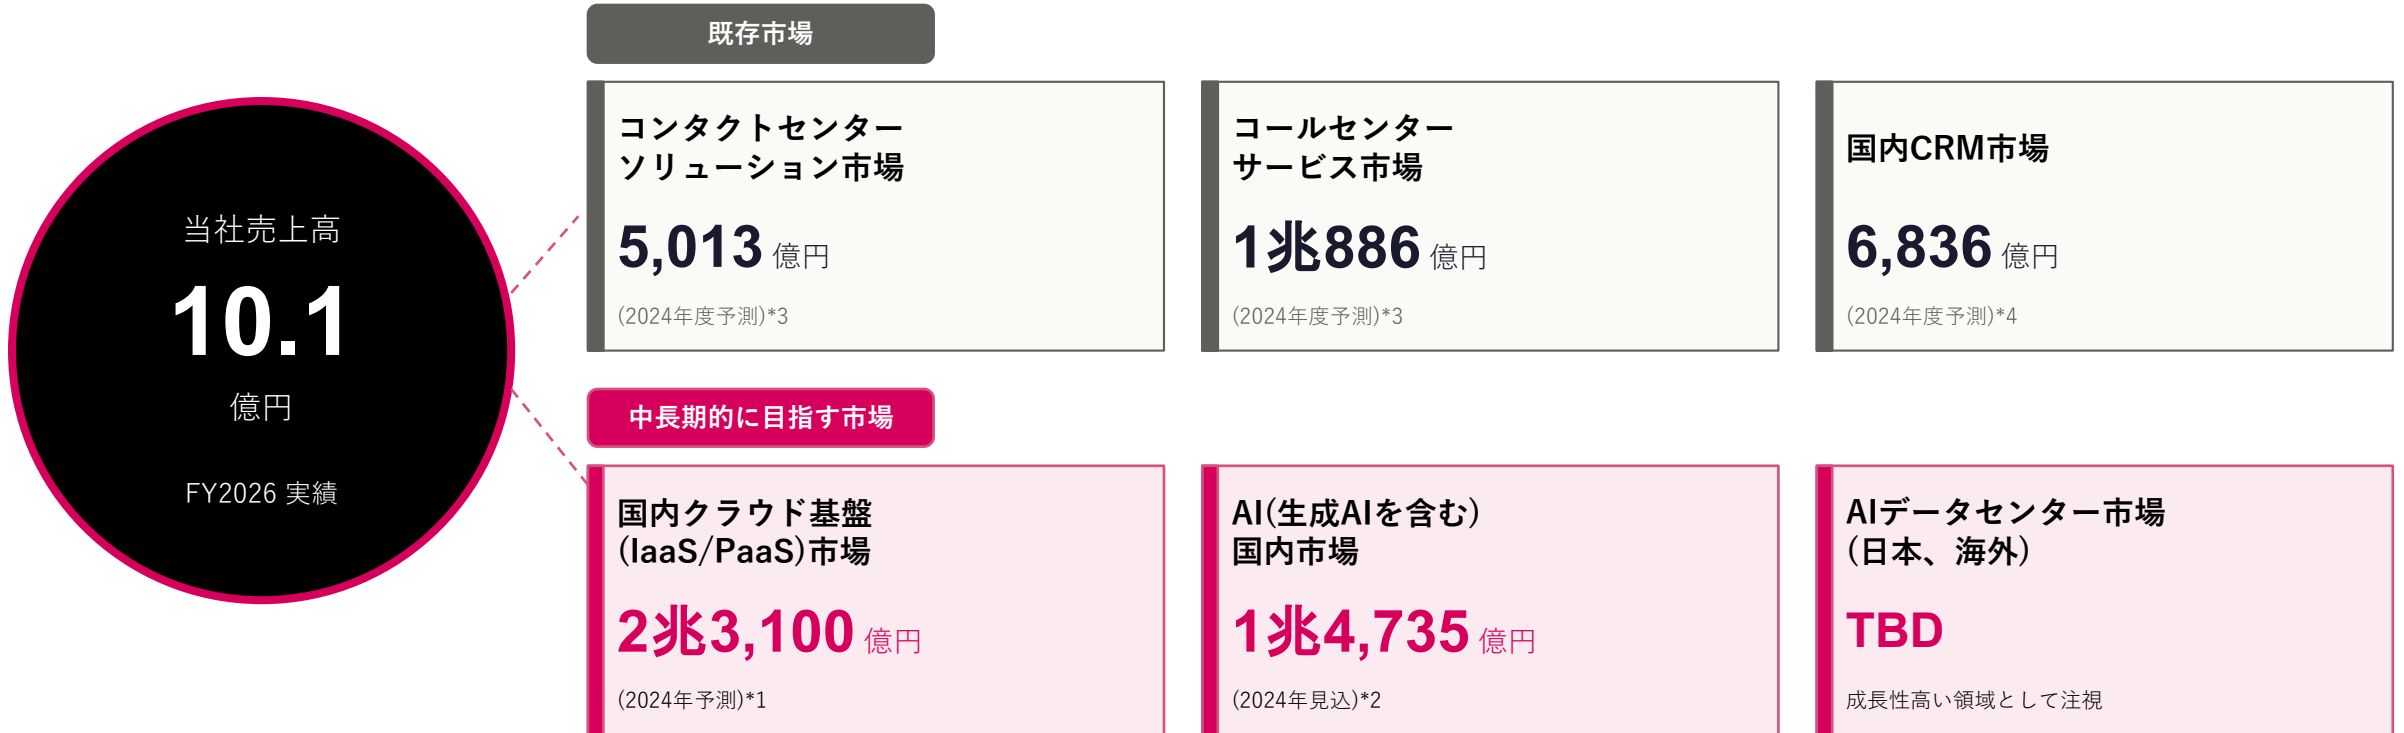 当社売上高
10.1
億円
FY2026 実績
既存市場
コンタクトセンター
ソリューション市場
5,013 億円
(2024年度予測)*3
コールセンター
サービス市場
1兆886 億円
(2024年度予測)*3
国内CRM市場
6,836 億円
(2024年度予測)*4
中長期的に目指す市場
国内クラウド基盤
(IaaS/PaaS)市場
2兆3,100 億円
(2024年予測)*1
AI(生成AIを含む)
国内市場
1兆4,735 億円
(2024年見込)*2
AIデータセンター市場
(日本、海外)
TBD
成長性高い領域として注視